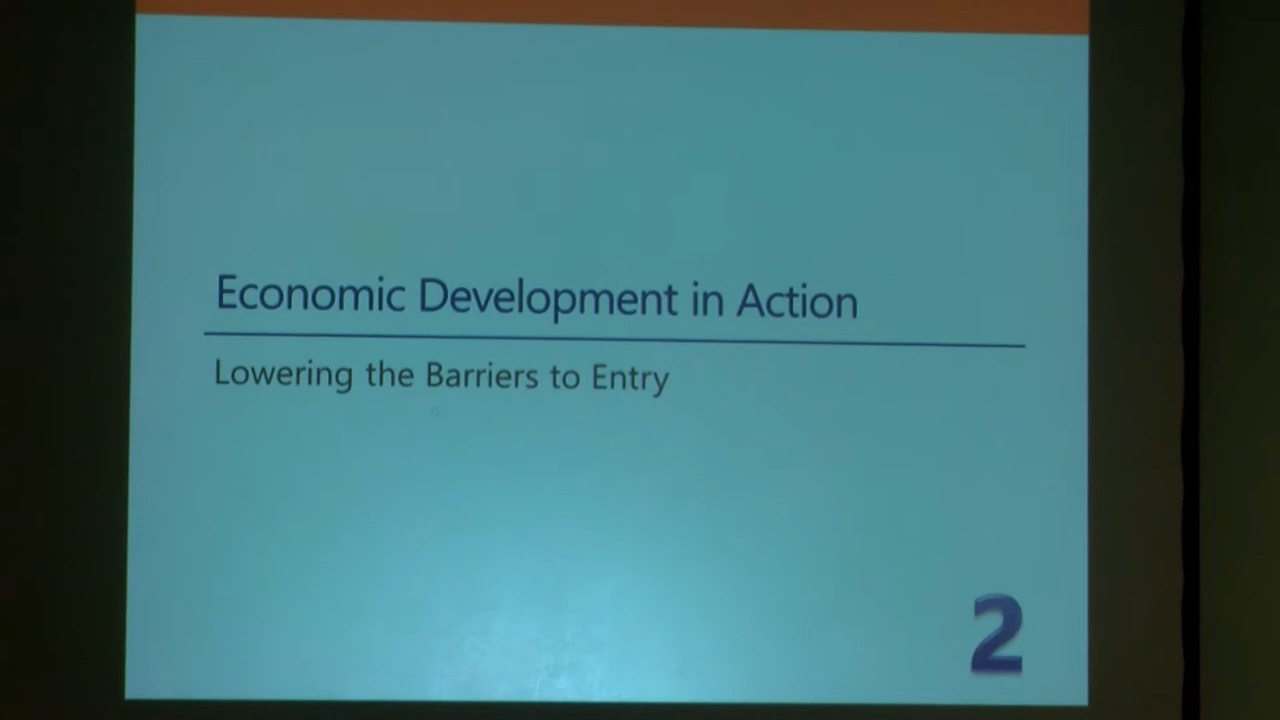 Economic Development in Action
Lowering the Barriers to Entry
2